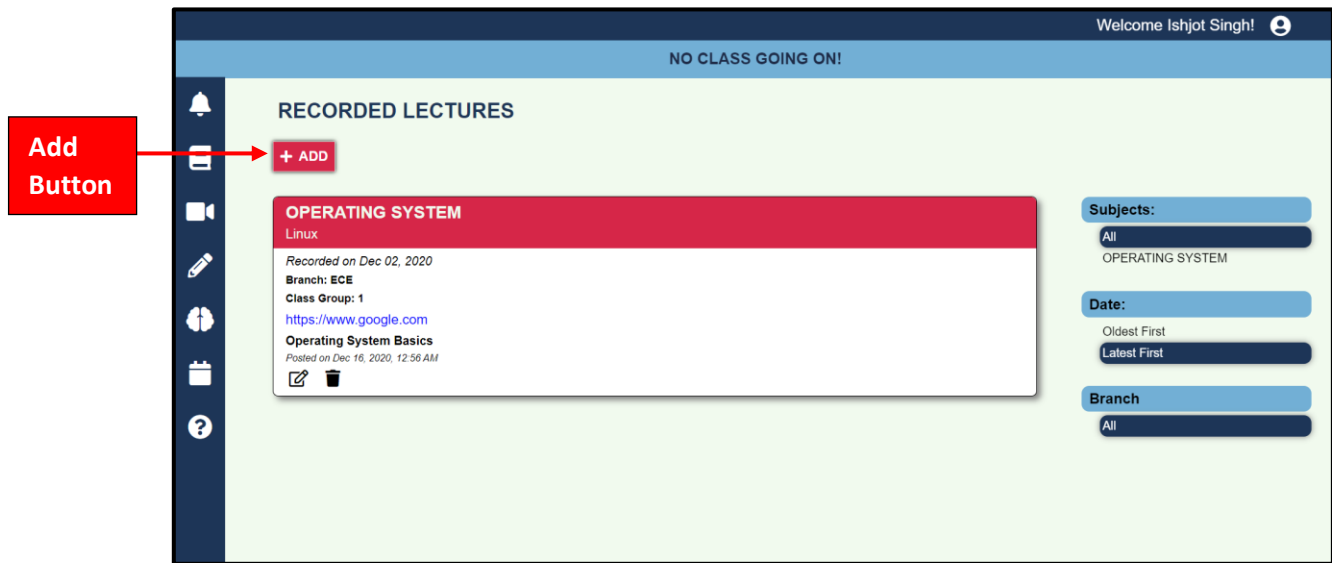 Welcome Ishjot Singh!
NO CLASS GOING ON!
RECORDED LECTURES
Add
Button
+ ADD
OPERATING SYSTEM
Linux
Recorded on Dec 02, 2020
Branch: ECE
Class Group: 1
https://www.google.com
Operating System Basics
Posted on Dec 16, 2020, 12:56 AM
Subjects:
All
OPERATING SYSTEM
Date:
Oldest First
Latest First
Branch
All